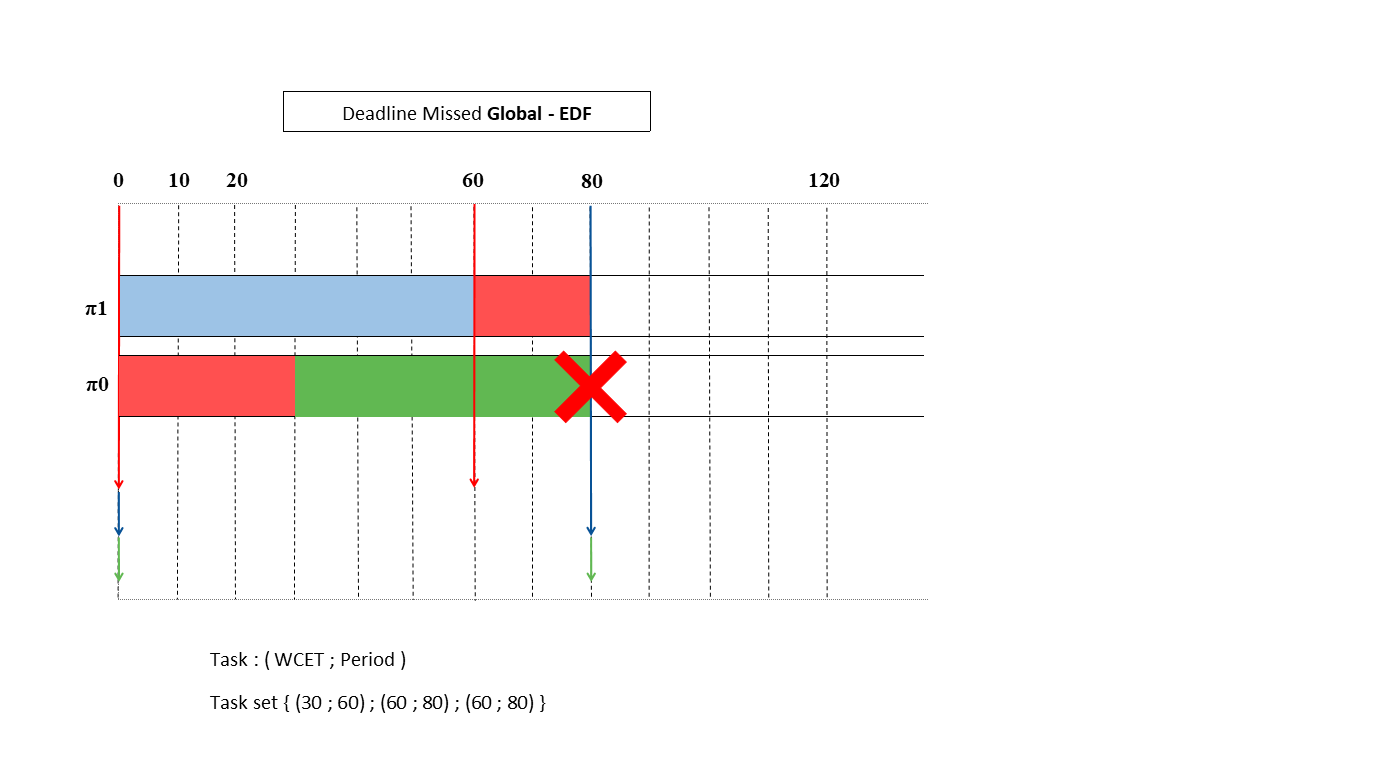 Deadline Missed Global - EDF
0 10 20 60 80 120
π1
π0
Task : ( WCET ; Period )
Task set { (30 ; 60) ; (60 ; 80) ; (60 ; 80) }